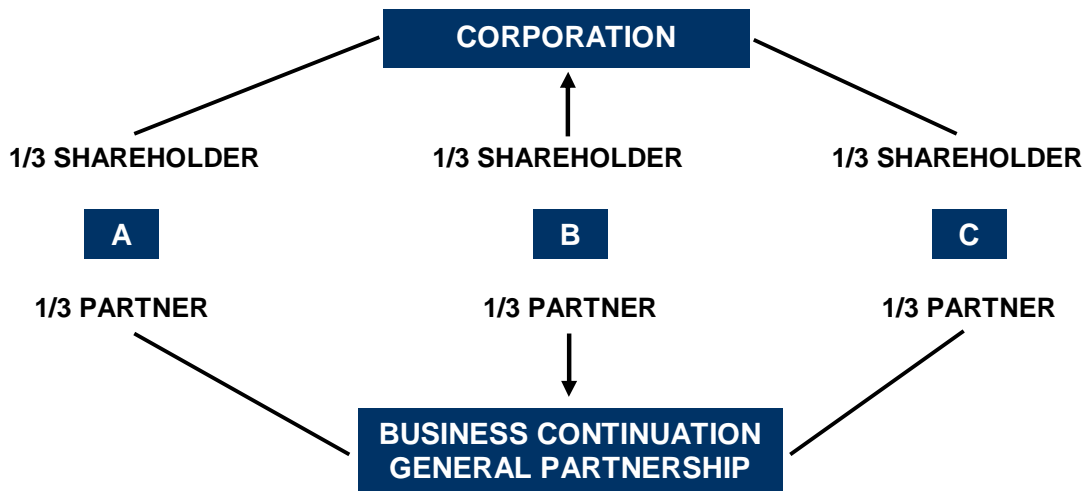 CORPORATION
1/3 SHAREHOLDER
1/3 SHAREHOLDER
1/3 SHAREHOLDER
A
B
C
1/3 PARTNER
1/3 PARTNER
1/3 PARTNER
BUSINESS CONTINUATION
GENERAL PARTNERSHIP